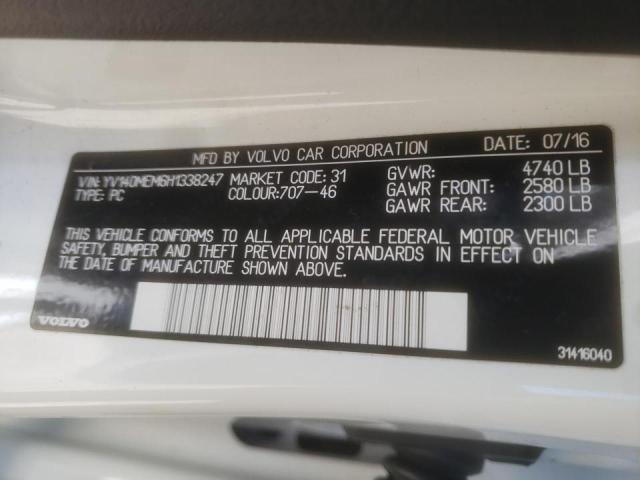 MFD BY VOLVO CAR CORPORATION DATE: 07/16
VIN: YV140MEM6H1338247 MARKET CODE: 31 GVWR: 4740 LB
TYPE: PC COLOUR: 707-46 GAWR FRONT: 2580 LB
GAWR REAR: 2300 LB
THIS VEHICLE CONFORMS TO ALL APPLICABLE FEDERAL MOTOR VEHICLE
SAFETY, BUMPER AND THEFT PREVENTION STANDARDS IN EFFECT ON
THE DATE OF MANUFACTURE SHOWN ABOVE.
VOLVO 31416040